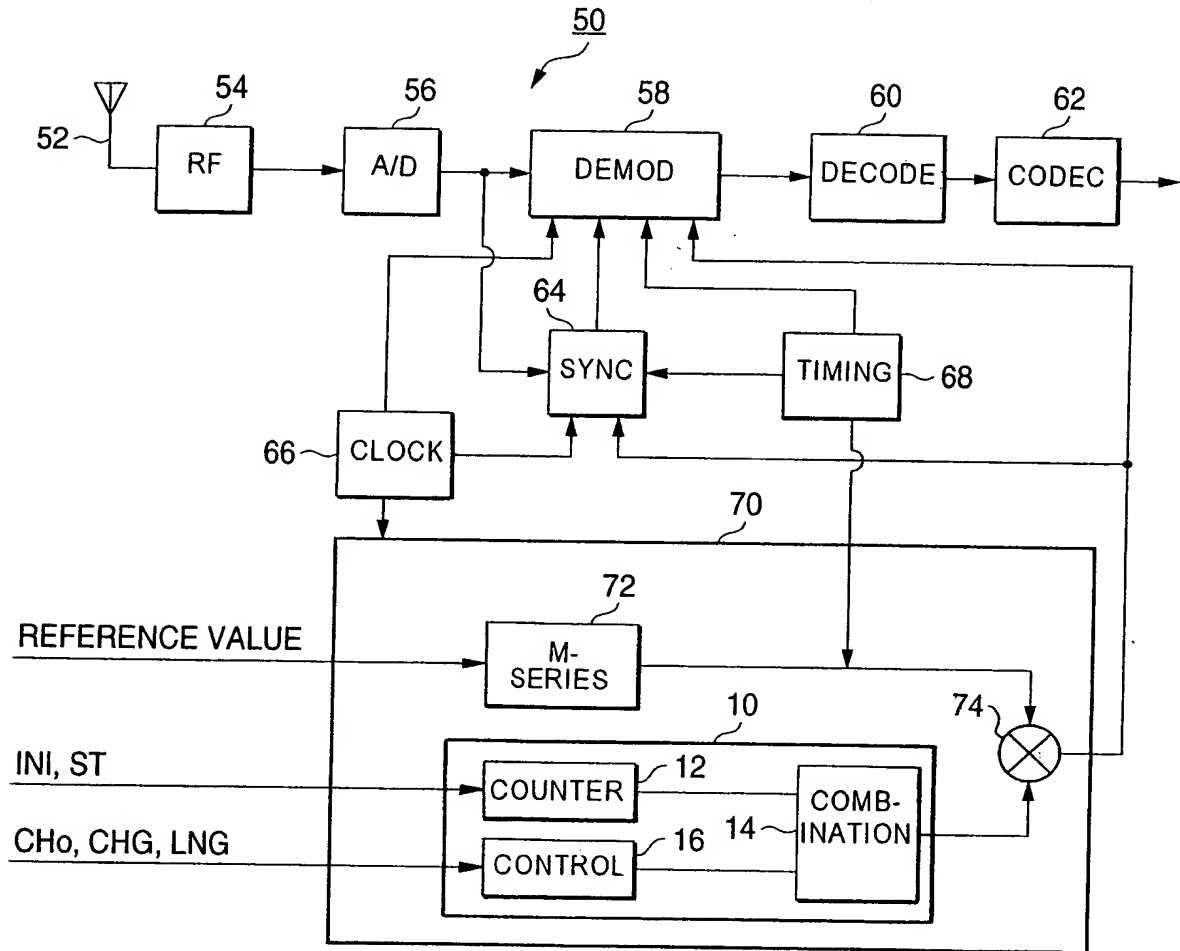 50
52
54
RF
56
A/D
58
DEMOD
60
DECODE
62
CODEC
64
SYNC
TIMING
68
66
CLOCK
70
REFERENCE VALUE
72
M-
SERIES
74
10
INI, ST
COUNTER
12
COMB-
INATION
14
CHo, CHG, LNG
CONTROL
16